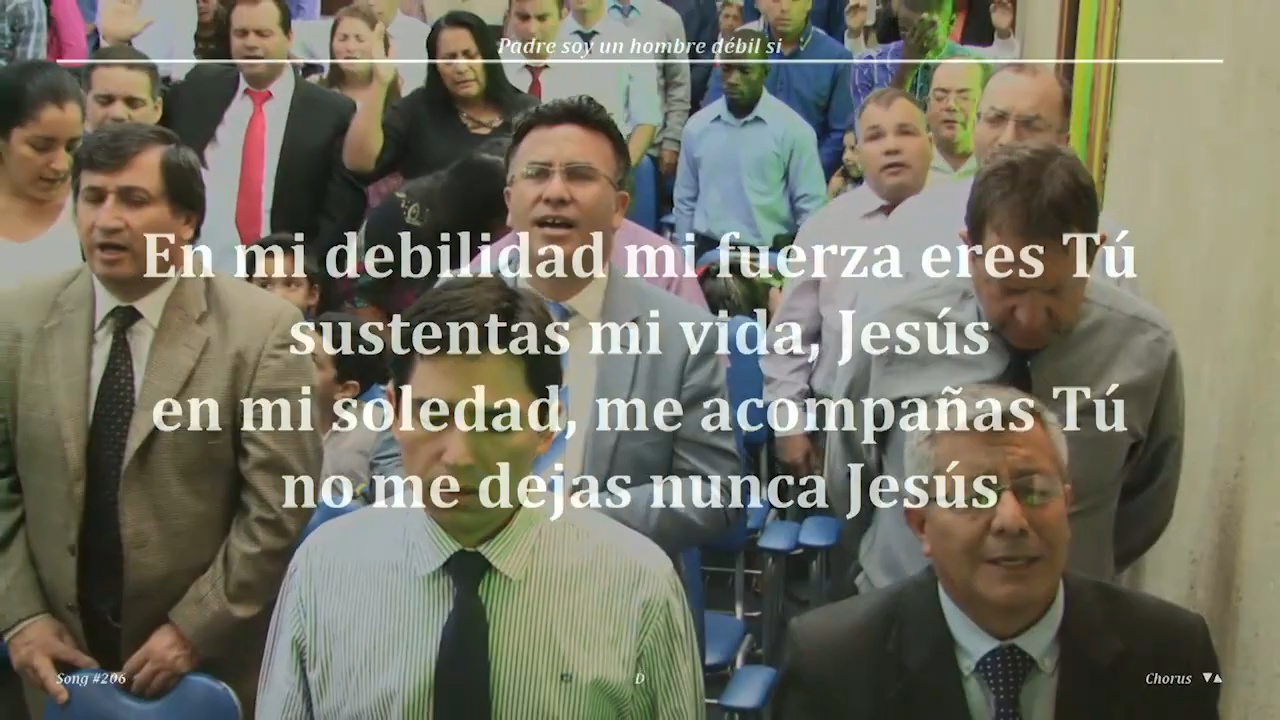 Padre soy un hombre débil si
En mi debilidad mi fuerza eres Tú
sustentas mi vida, Jesús
en mi soledad, me acompañas Tú
no me dejas nunca Jesús
Song #206
D
Chorus ▼▲